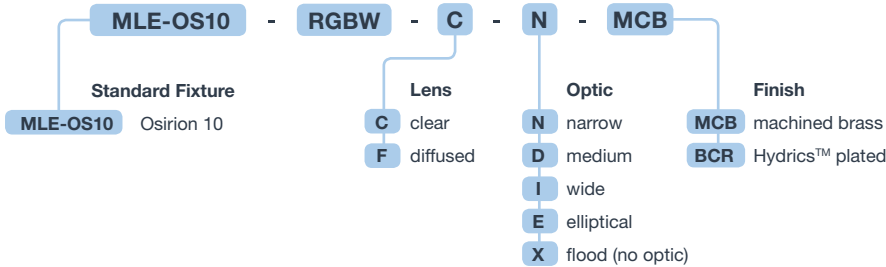 MLE-OS10 - RGBW - C - N - MCB
Standard Fixture Lens Optic Finish
MLE-OS10 Osirion 10 C clear N narrow MCB machined brass
F diffused D medium BCR Hydrics™ plated
I wide
E elliptical
X flood (no optic)